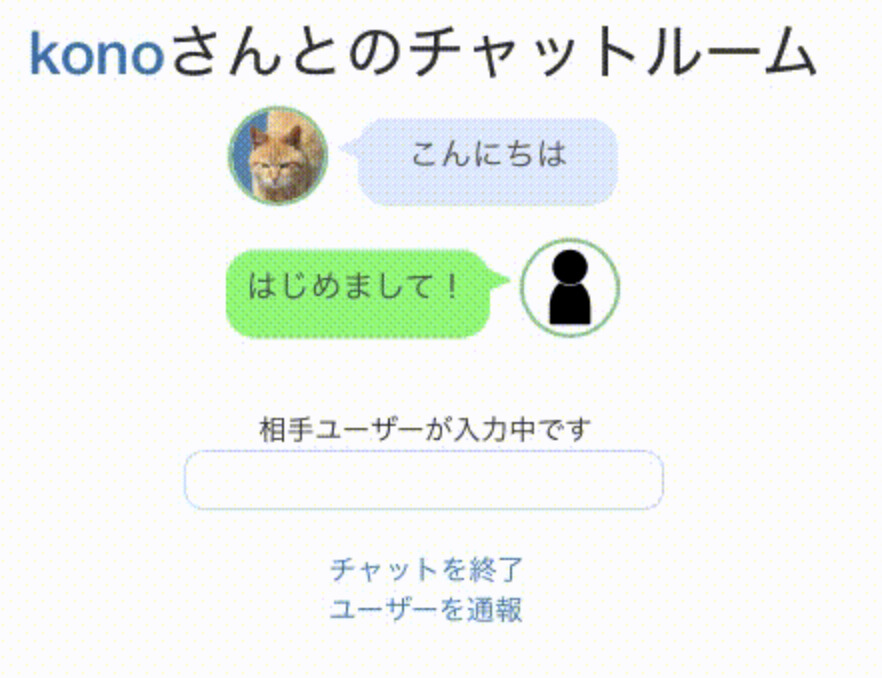 konoさんとのチャットルーム
こんにちは
はじめまして！
相手ユーザーが入力中です
チャットを終了
ユーザーを通報